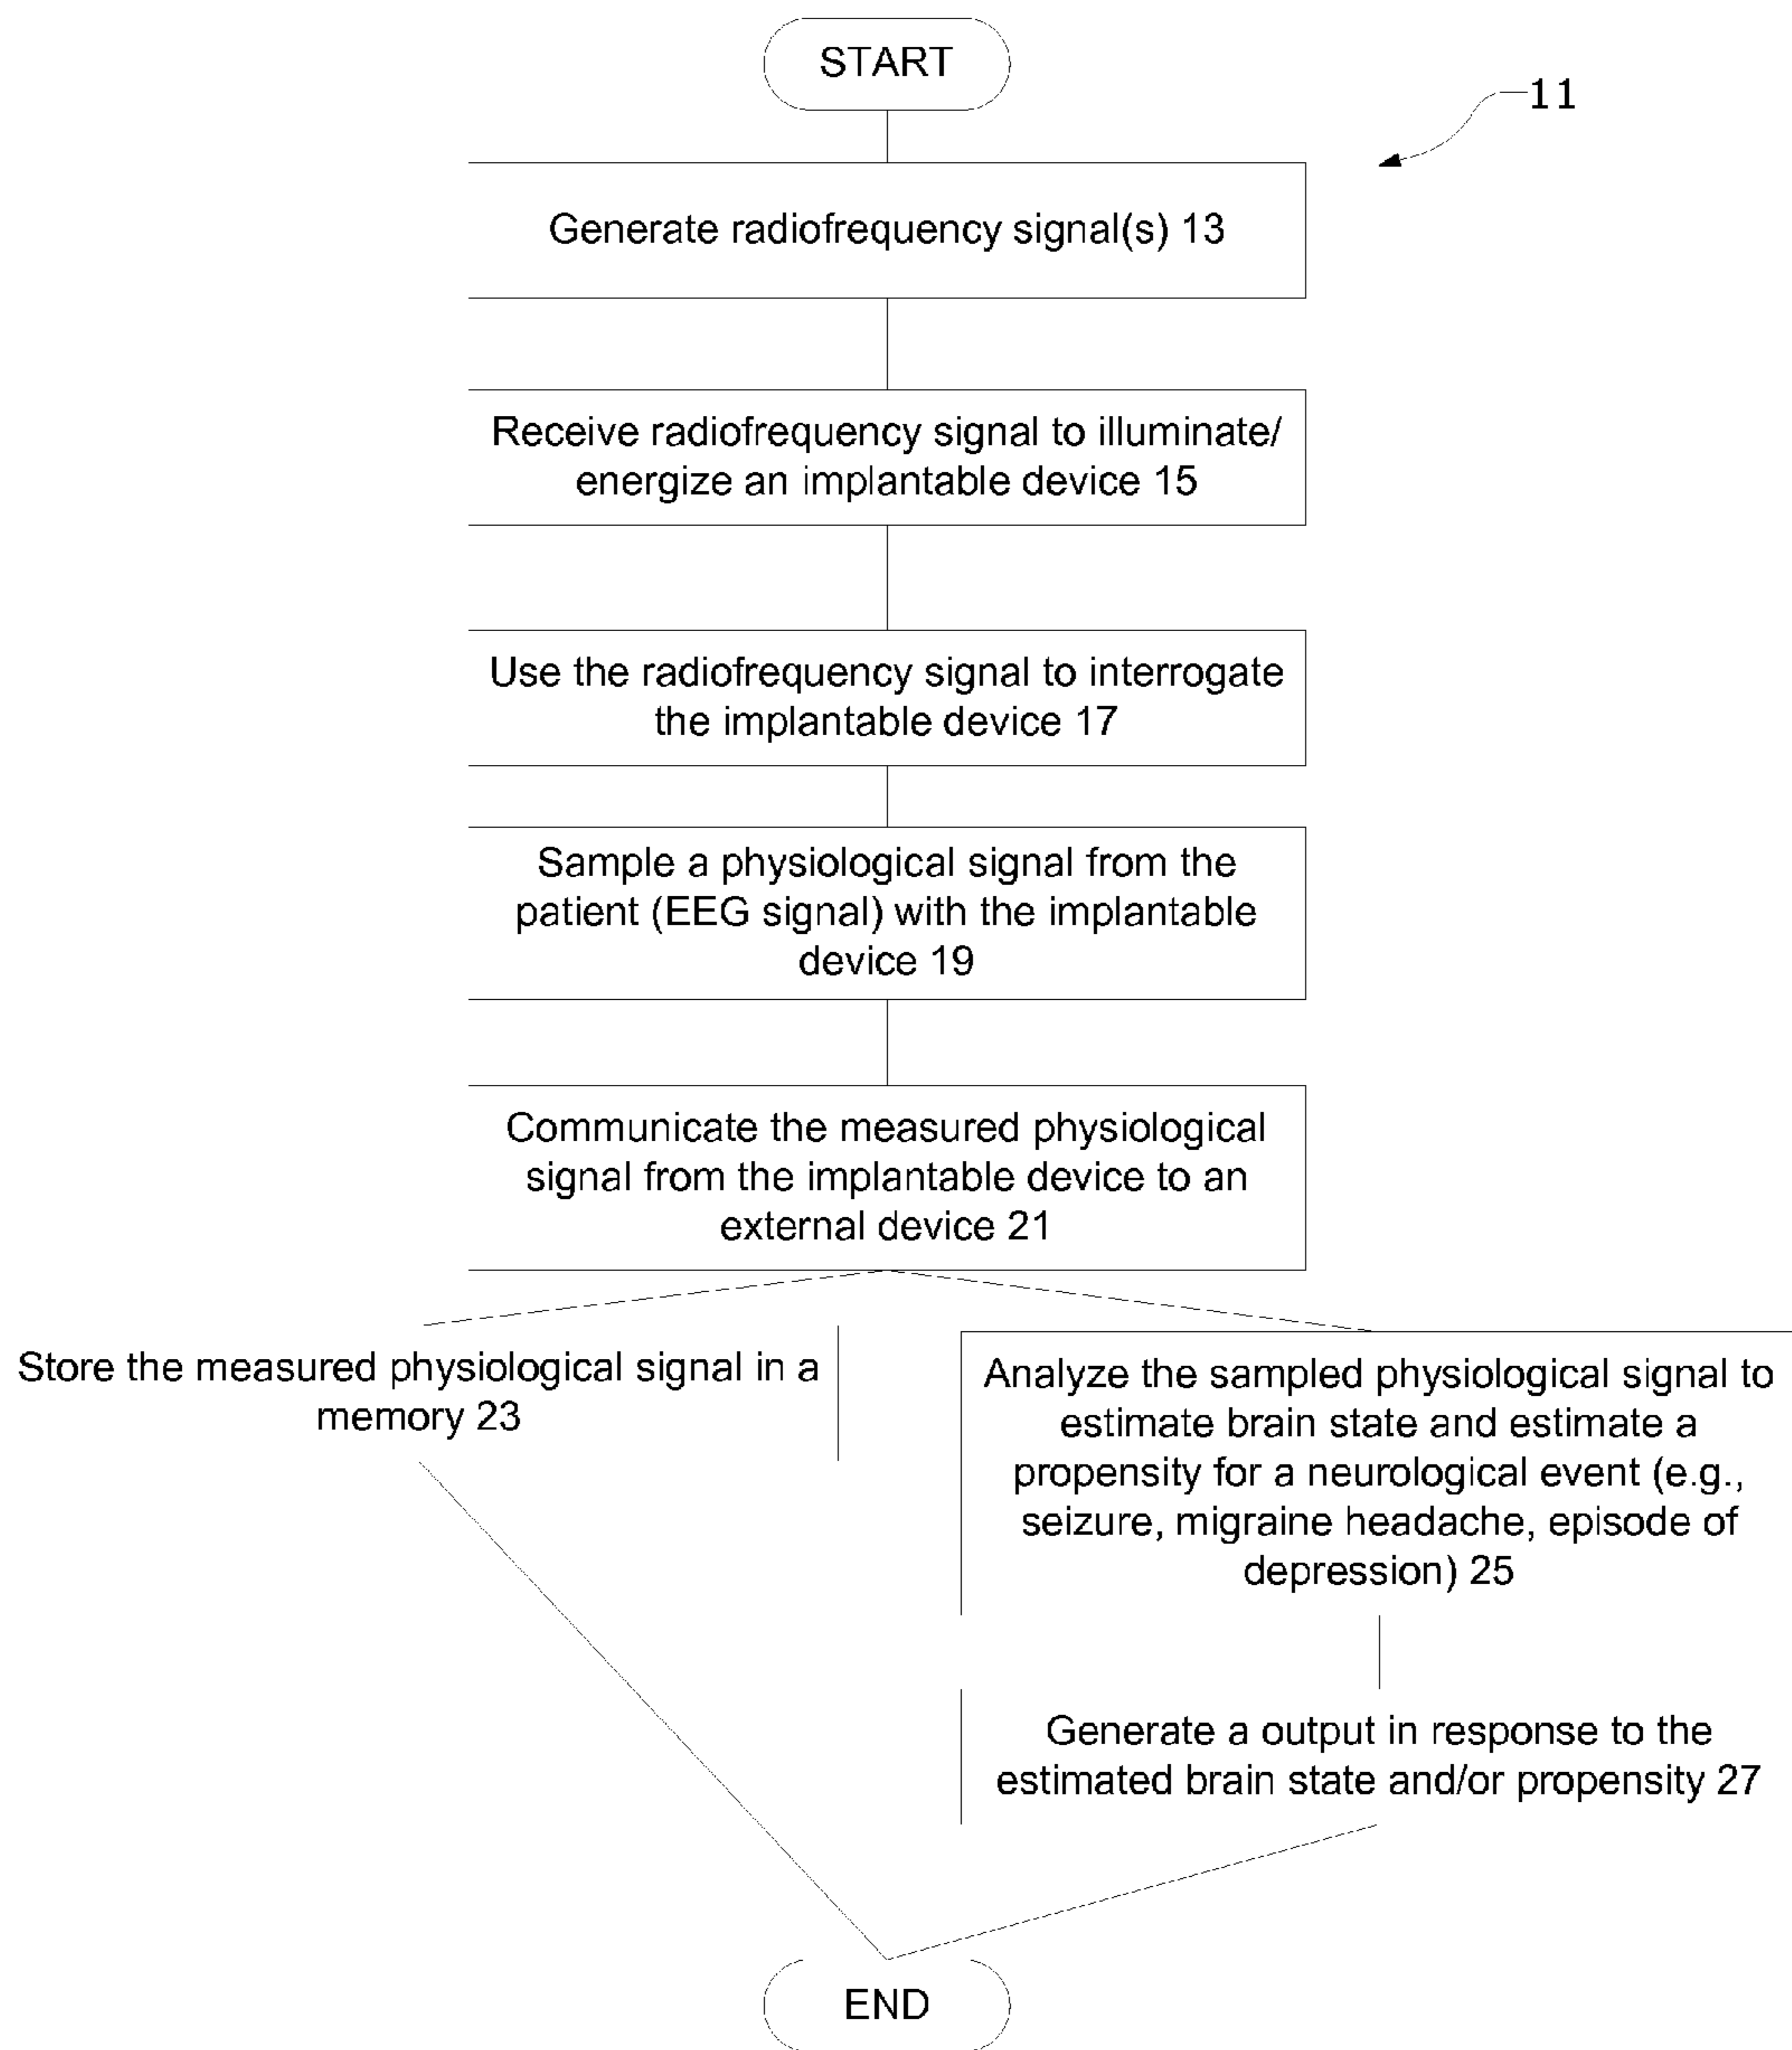 START
11
Generate radiofrequency signal(s) 13
Receive radiofrequency signal to illuminate/
energize an implantable device 15
Use the radiofrequency signal to interrogate
the implantable device 17
Sample a physiological signal from the
patient (EEG signal) with the implantable
device 19
Communicate the measured physiological
signal from the implantable device to an
external device 21
Store the measured physiological signal in a
memory 23
Analyze the sampled physiological signal to
estimate brain state and estimate a
propensity for a neurological event (e.g.,
seizure, migraine headache, episode of
depression) 25
Generate a output in response to the
estimated brain state and/or propensity 27
END